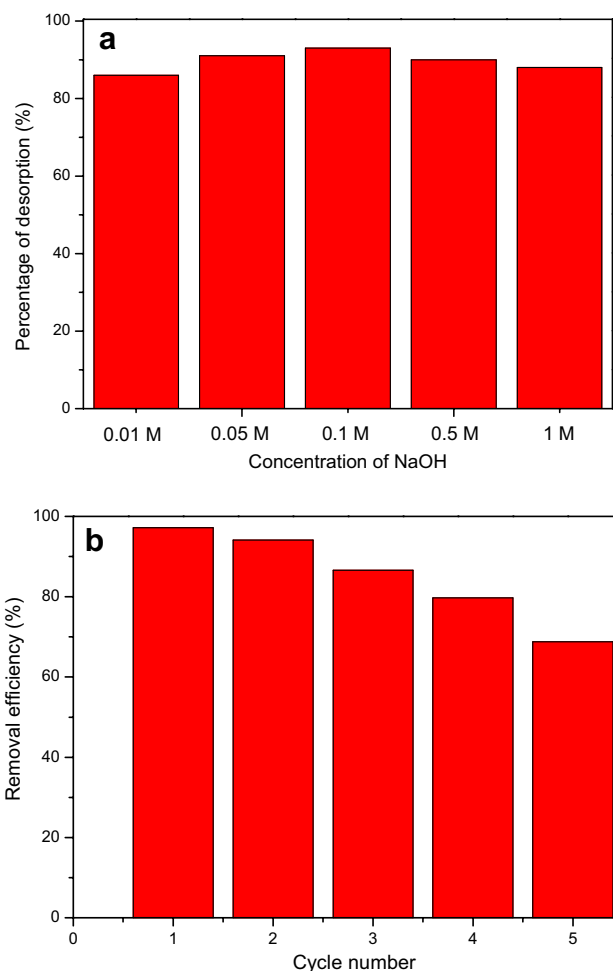 a
100
80
60
40
20
0
Percentage of desorption (%)
0.01 M 0.05 M 0.1 M 0.5 M 1 M
Concentration of NaOH
b
100
80
60
40
20
0
Removal efficiency (%)
0 1 2 3 4 5
Cycle number